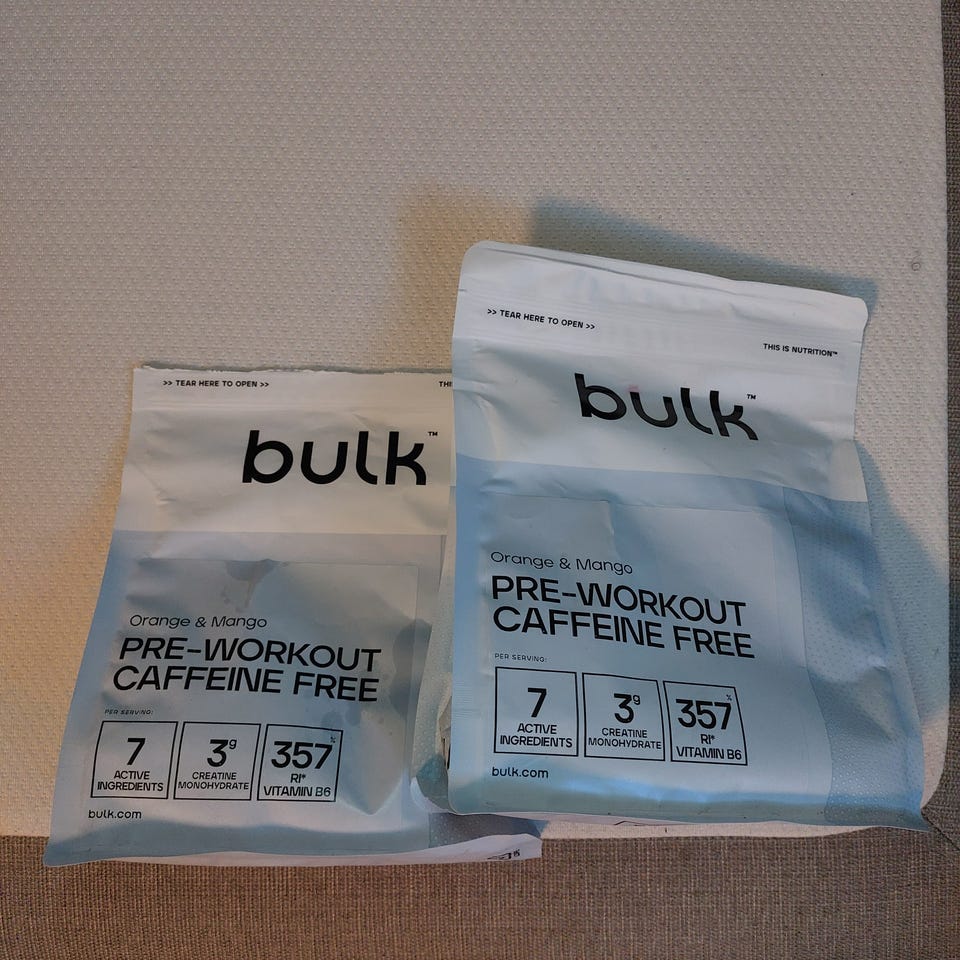 >> TEAR HERE TO OPEN >>
bulk™
Orange & Mango
PRE-WORKOUT
CAFFEINE FREE
PER SERVING:
7
ACTIVE
INGREDIENTS
3g
CREATINE
MONOHYDRATE
357%
RI*
VITAMIN B6
bulk.com
>> TEAR HERE TO OPEN >>
THIS IS NUTRITION™
bulk™
Orange & Mango
PRE-WORKOUT
CAFFEINE FREE
PER SERVING:
7
ACTIVE
INGREDIENTS
3g
CREATINE
MONOHYDRATE
357%
RI*
VITAMIN B6
bulk.com